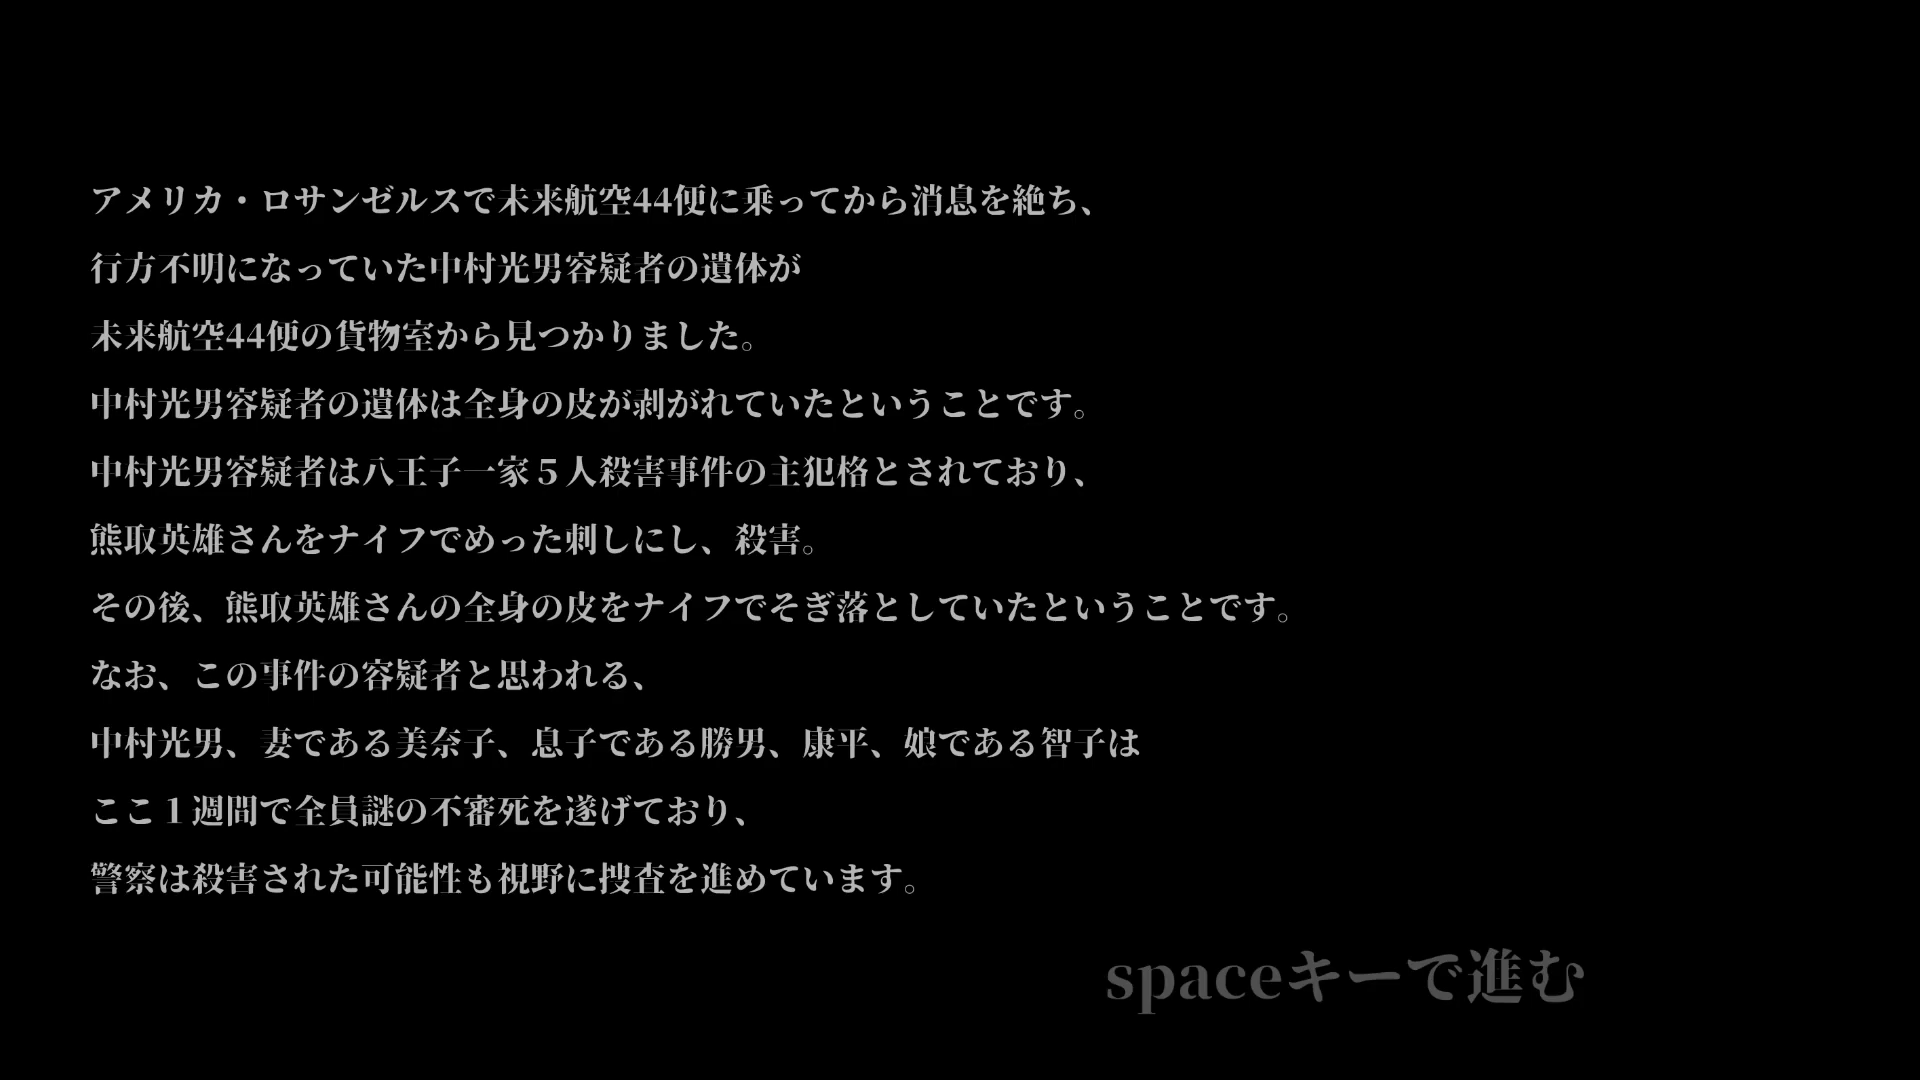 アメリカ・ロサンゼルスで未来航空44便に乗ってから消息を絶ち、
行方不明になっていた中村光男容疑者の遺体が
未来航空44便の貨物室から見つかりました。
中村光男容疑者の遺体は全身の皮が剥がれていたということです。
中村光男容疑者は八王子一家５人殺害事件の主犯格とされており、
熊取英雄さんをナイフでめった刺しにし、殺害。
その後、熊取英雄さんの全身の皮をナイフでそぎ落としていたということです。
なお、この事件の容疑者と思われる、
中村光男、妻である美奈子、息子である勝男、康平、娘である智子は
ここ１週間で全員謎の不審死を遂げており、
警察は殺害された可能性も視野に捜査を進めています。
spaceキーで進む